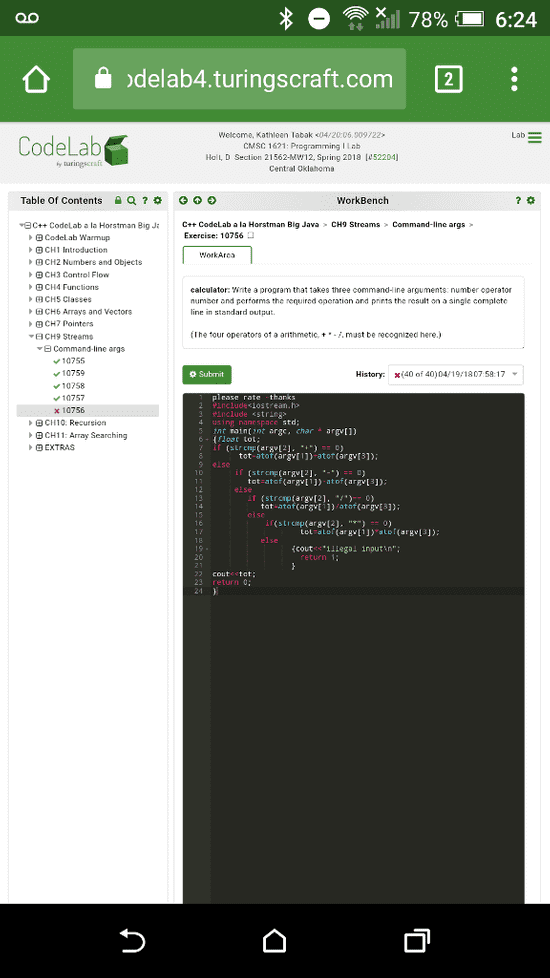 78% 6:24
odelab4.turingscraft.com 2
CodeLab
by turingscraft
Welcome, Kathleen Tabak <04/20:06.009722>
CMSC 1621: Programming I Lab
Holt, D Section 21562-MW12, Spring 2018 [#52204]
Central Oklahoma
Lab
Table Of Contents
C++ CodeLab a la Horstman Big Ja
CodeLab Warmup
CH1 Introduction
CH2 Numbers and Objects
CH3 Control Flow
CH4 Functions
CH5 Classes
CH6 Arrays and Vectors
CH7 Pointers
CH9 Streams
Command-line args
10755
10759
10758
10757
10756
CH10: Recursion
CH11: Array Searching
EXTRAS
WorkBench
C++ CodeLab a la Horstman Big Java > CH9 Streams > Command-line args >
Exercise: 10756
WorkArea
calculator: Write a program that takes three command-line arguments: number operator
number and performs the required operation and prints the result on a single complete
line in standard output.
(The four operators of a arithmetic, + * - /, must be recognized here.)
Submit
History: (40 of 40)04/19/18 07:58:17
1 please rate -thanks
2 #include<iostream.h>
3 #include <string>
4 using namespace std;
5 int main(int argc, char * argv[])
6 {float tot;
7 if (strcmp(argv[2], "+") == 0)
8 tot=atof(argv[1])+atof(argv[3]);
9 else
10 if (strcmp(argv[2], "-") == 0)
11 tot=atof(argv[1])-atof(argv[3]);
12 else
13 if (strcmp(argv[2], "/")== 0)
14 tot=atof(argv[1])/atof(argv[3]);
15 else
16 if(strcmp(argv[2], "*") == 0)
17 tot=atof(argv[1])*atof(argv[3]);
18 else
19 {cout<<"illegal input\n";
20 return 1;
21 }
22 cout<<tot;
23 return 0;
24 }